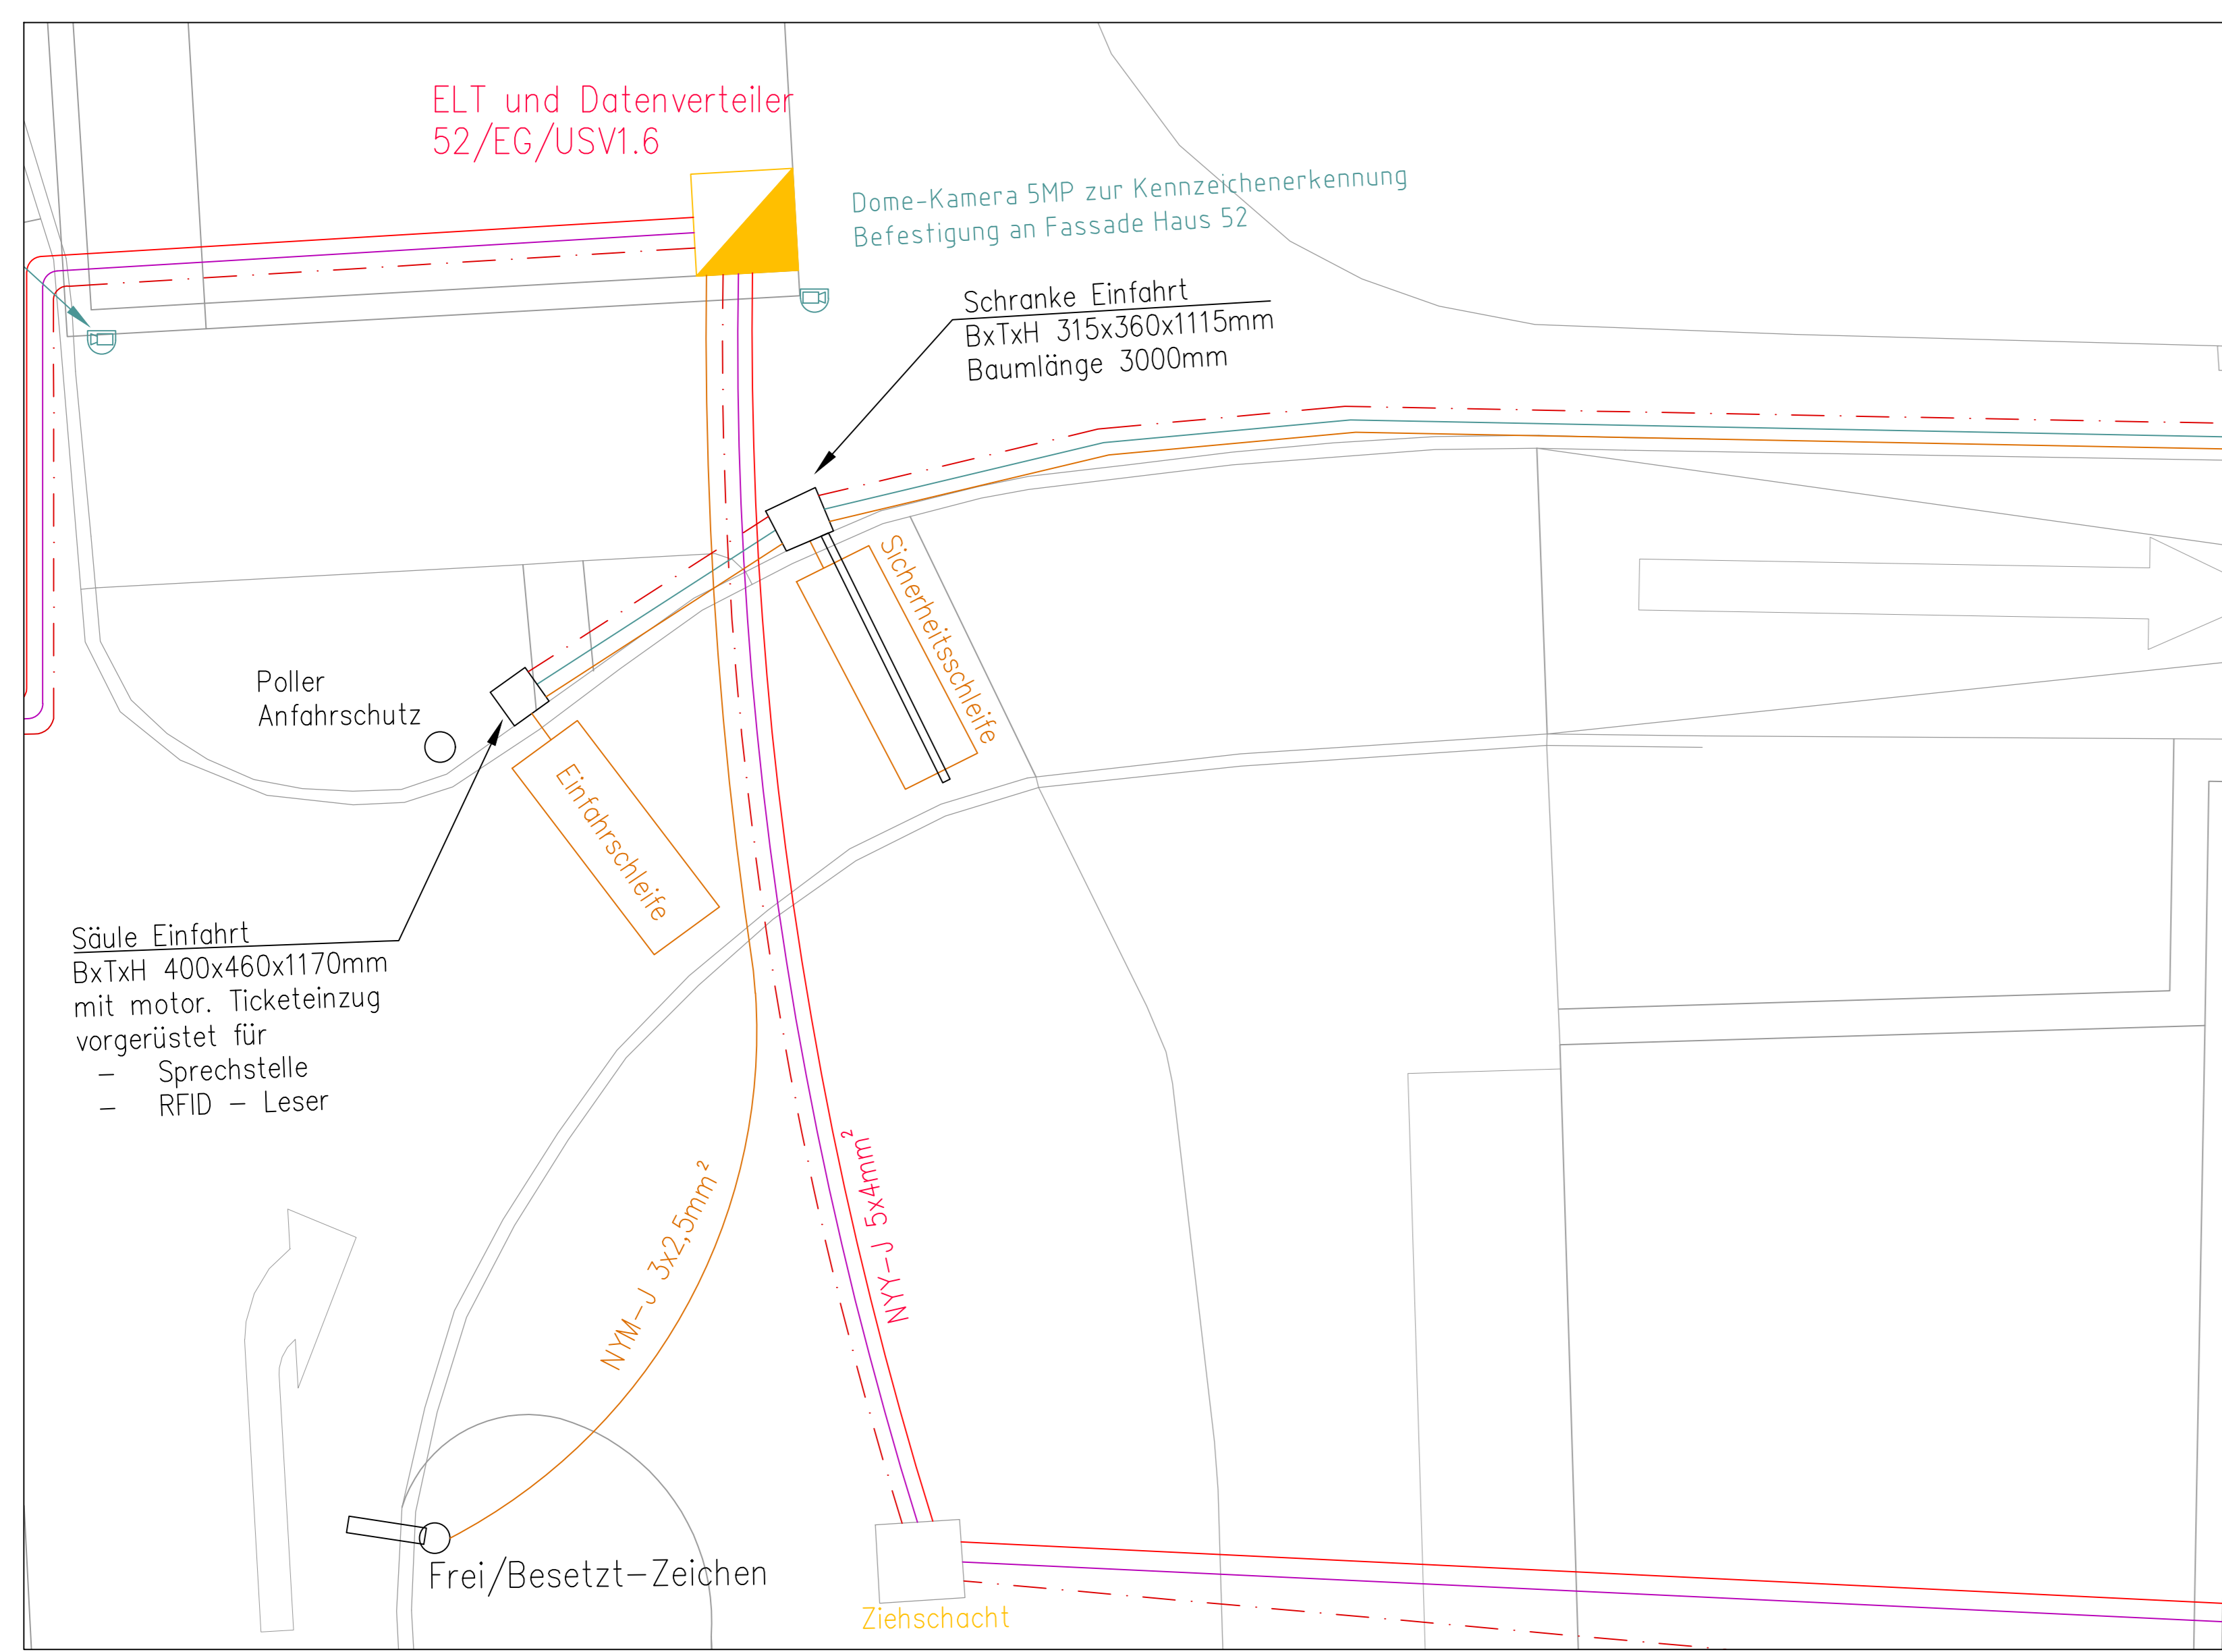 ELT und Datenverteiler
52/EG/USV1.6
Dome-Kamera 5MP zur Kennzeichenerkennung
Befestigung an Fassade Haus 52
Schranke Einfahrt
BxTxH 315x360x1115mm
Baumlänge 3000mm
Sicherheitsschleife
Poller
Anfahrschutz
Einfahrschleife
Säule Einfahrt
BxTxH 400x460x1170mm
mit motor. Ticketeinzug
vorgerüstet für
- Sprechstelle
- RFID - Leser
NYM-J 3x2,5mm²
NYY-J 5x4mm²
Frei/Besetzt-Zeichen
Ziehschacht